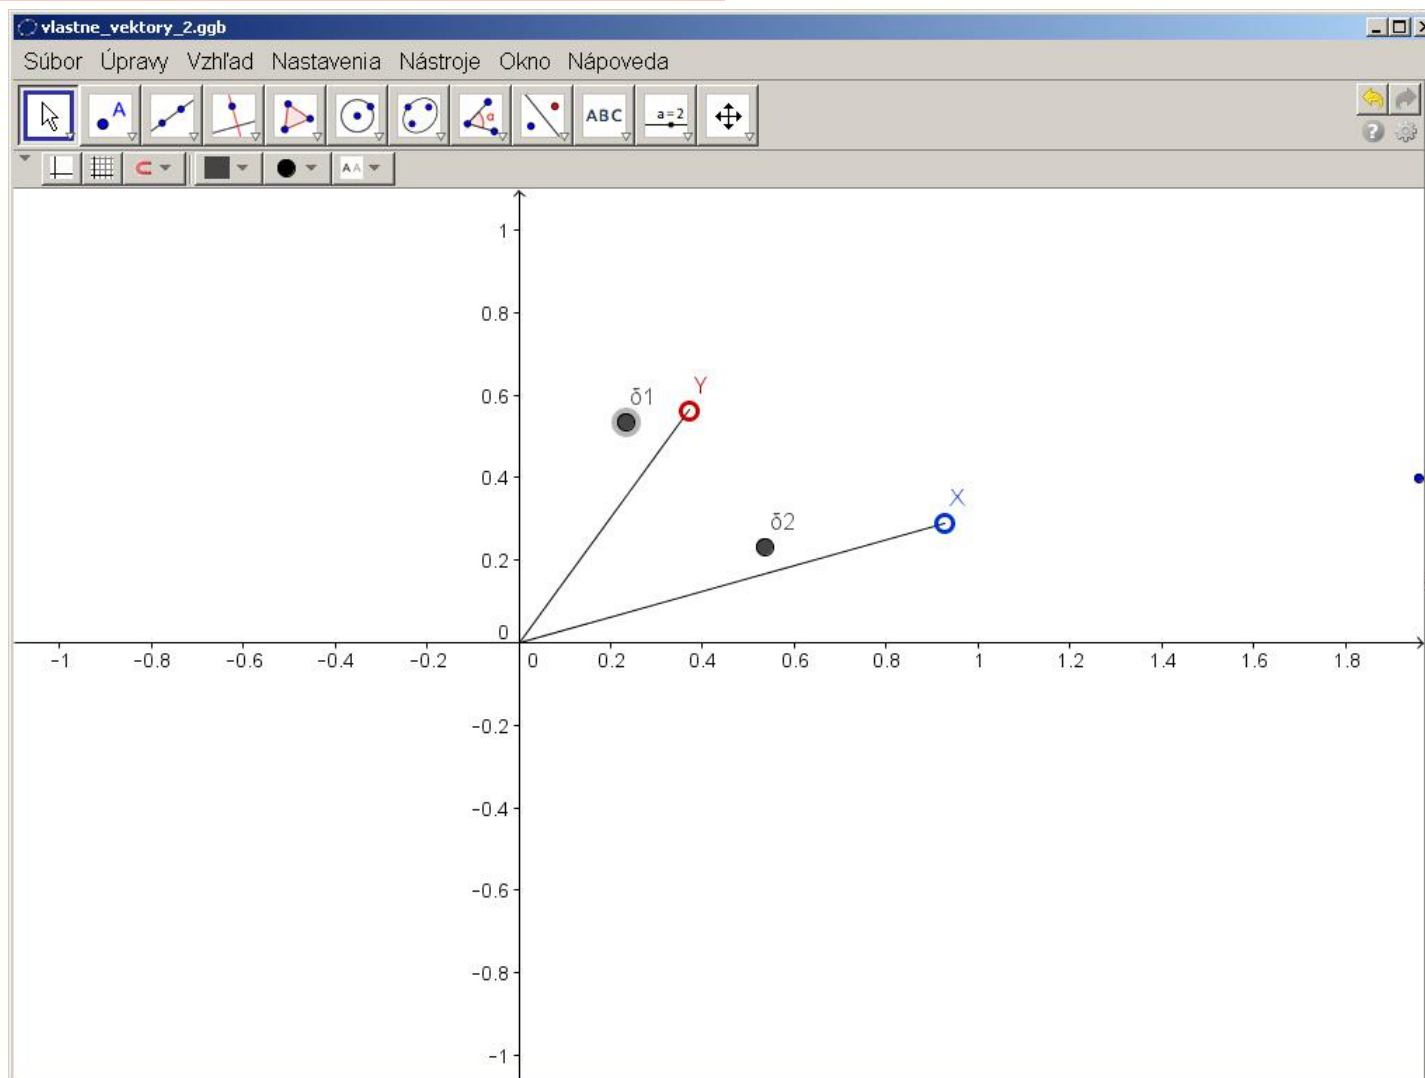 vlastne_vektory_2.ggb
Súbor Úpravy Vzhľad Nastavenia Nástroje Okno Nápoveda
A α ABC a=2
AA
1
0.8
0.6
0.4
0.2
0
-0.2
-0.4
-0.6
-0.8
-1
-1 -0.8 -0.6 -0.4 -0.2 0 0.2 0.4 0.6 0.8 1 1.2 1.4 1.6 1.8
Y
δ1
X
δ2